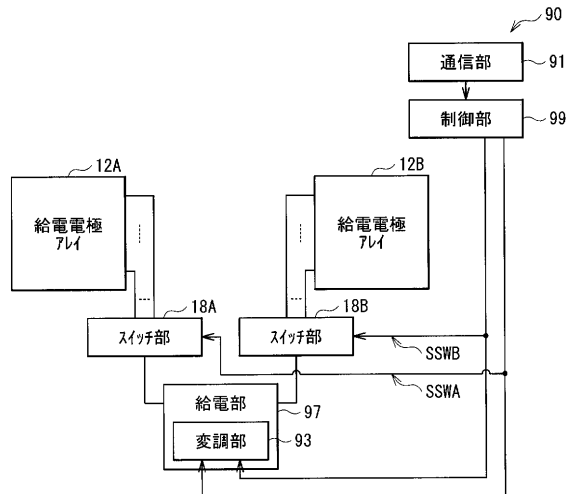 90
通信部
91
制御部
99
12A
給電電極
アレイ
12B
給電電極
アレイ
18A
スイッチ部
18B
スイッチ部
SSWB
SSWA
給電部
97
変調部
93